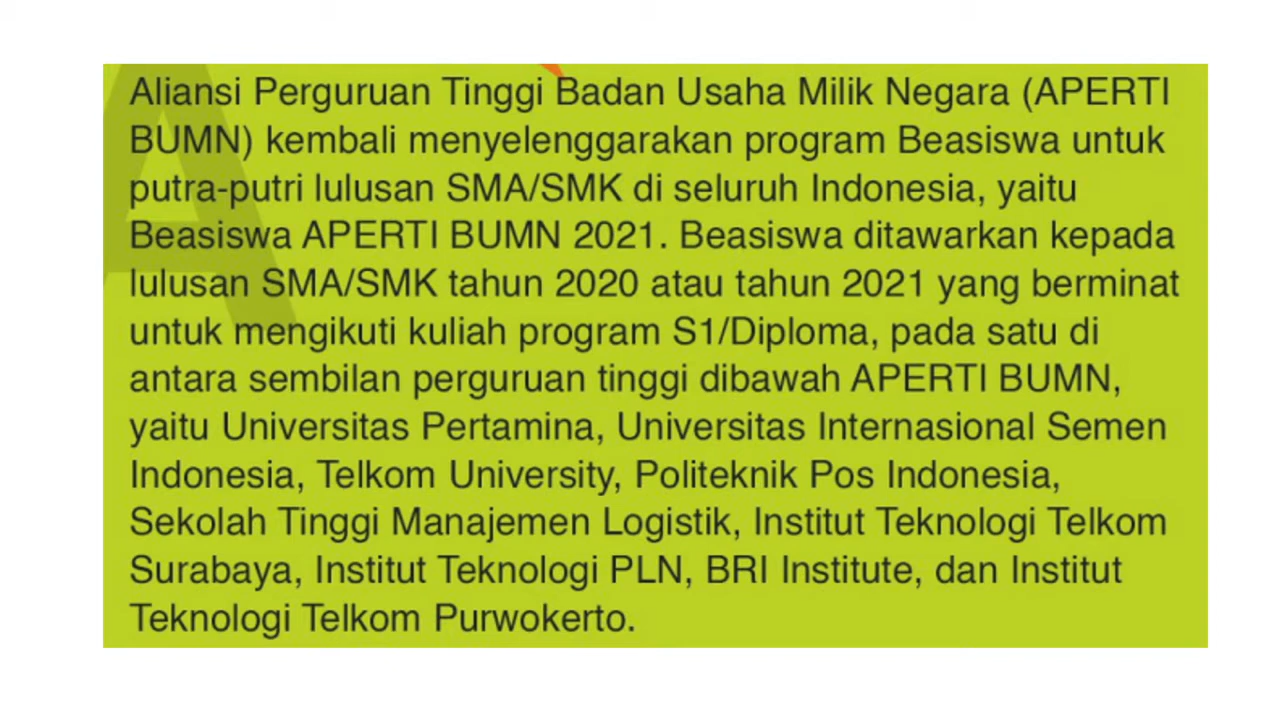 Aliansi Perguruan Tinggi Badan Usaha Milik Negara (APERTI
BUMN) kembali menyelenggarakan program Beasiswa untuk
putra-putri lulusan SMA/SMK di seluruh Indonesia, yaitu
Beasiswa APERTI BUMN 2021. Beasiswa ditawarkan kepada
lulusan SMA/SMK tahun 2020 atau tahun 2021 yang berminat
untuk mengikuti kuliah program S1/Diploma, pada satu di
antara sembilan perguruan tinggi dibawah APERTI BUMN,
yaitu Universitas Pertamina, Universitas Internasional Semen
Indonesia, Telkom University, Politeknik Pos Indonesia,
Sekolah Tinggi Manajemen Logistik, Institut Teknologi Telkom
Surabaya, Institut Teknologi PLN, BRI Institute, dan Institut
Teknologi Telkom Purwokerto.